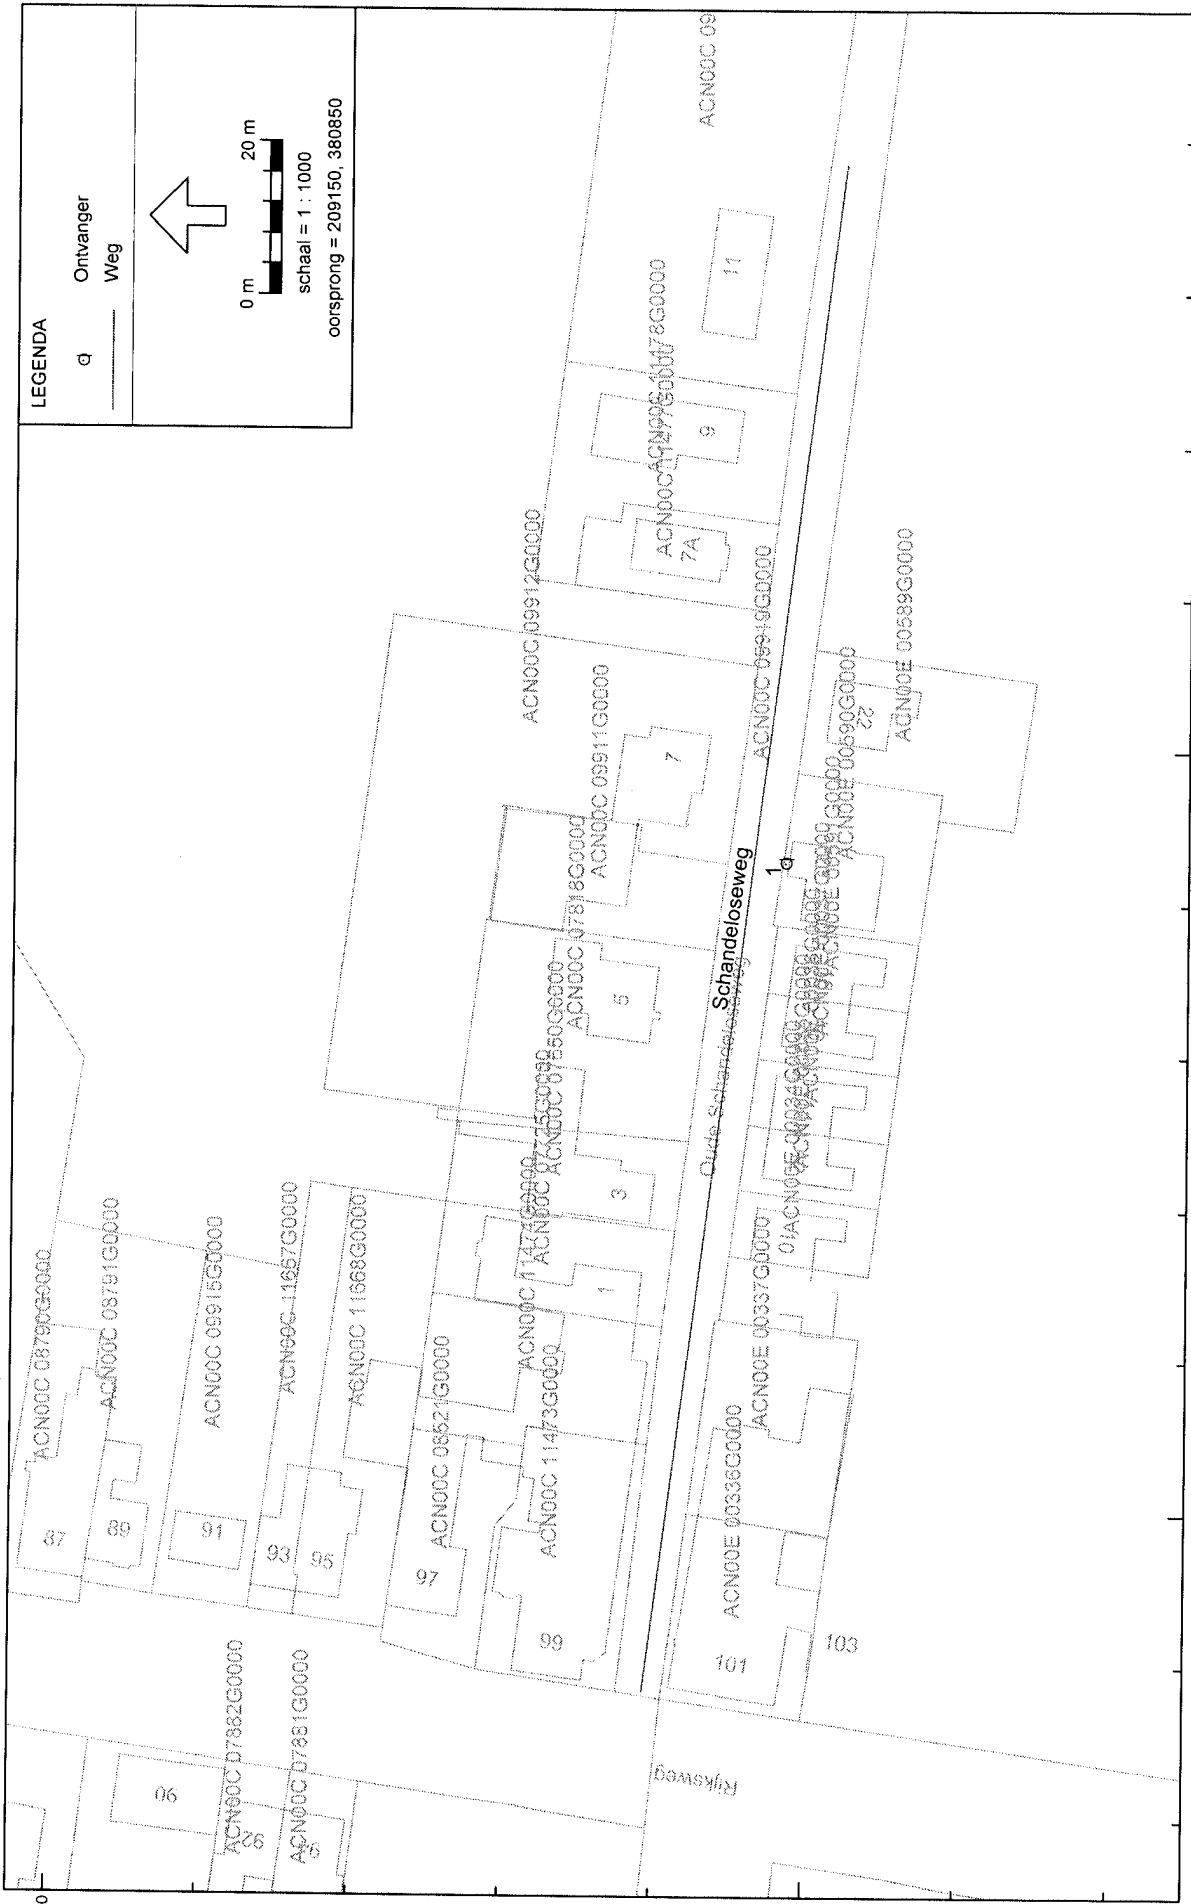 LEGENDA
Ontvanger
Weg
0 m
20 m
schaal = 1 : 1000
oorsprong = 209150, 380850
ACN00C 08790G0000
ACN00C 08791G0000
ACN00C 09915G0000
ACN00C 11667G0000
ACN00C 11668G0000
ACN00C 08521G0000
ACN00C 11473G0000
ACN00C 07818G0000
ACN00C 09911G0000
ACN00C 09912G0000
ACN00C 09
87
89
91
93
95
97
99
1
3
5
7
7A
9
11
90
92
ACN00C 07882G0000
ACN00C 07881G0000
Schandeloseweg
Oude Schandeloseweg
1
22
ACN00E 00589G0000
ACN00E 00590G0000
ACN00E 00337G0000
ACN00E 00336G0000
101
103
Rijksweg
0